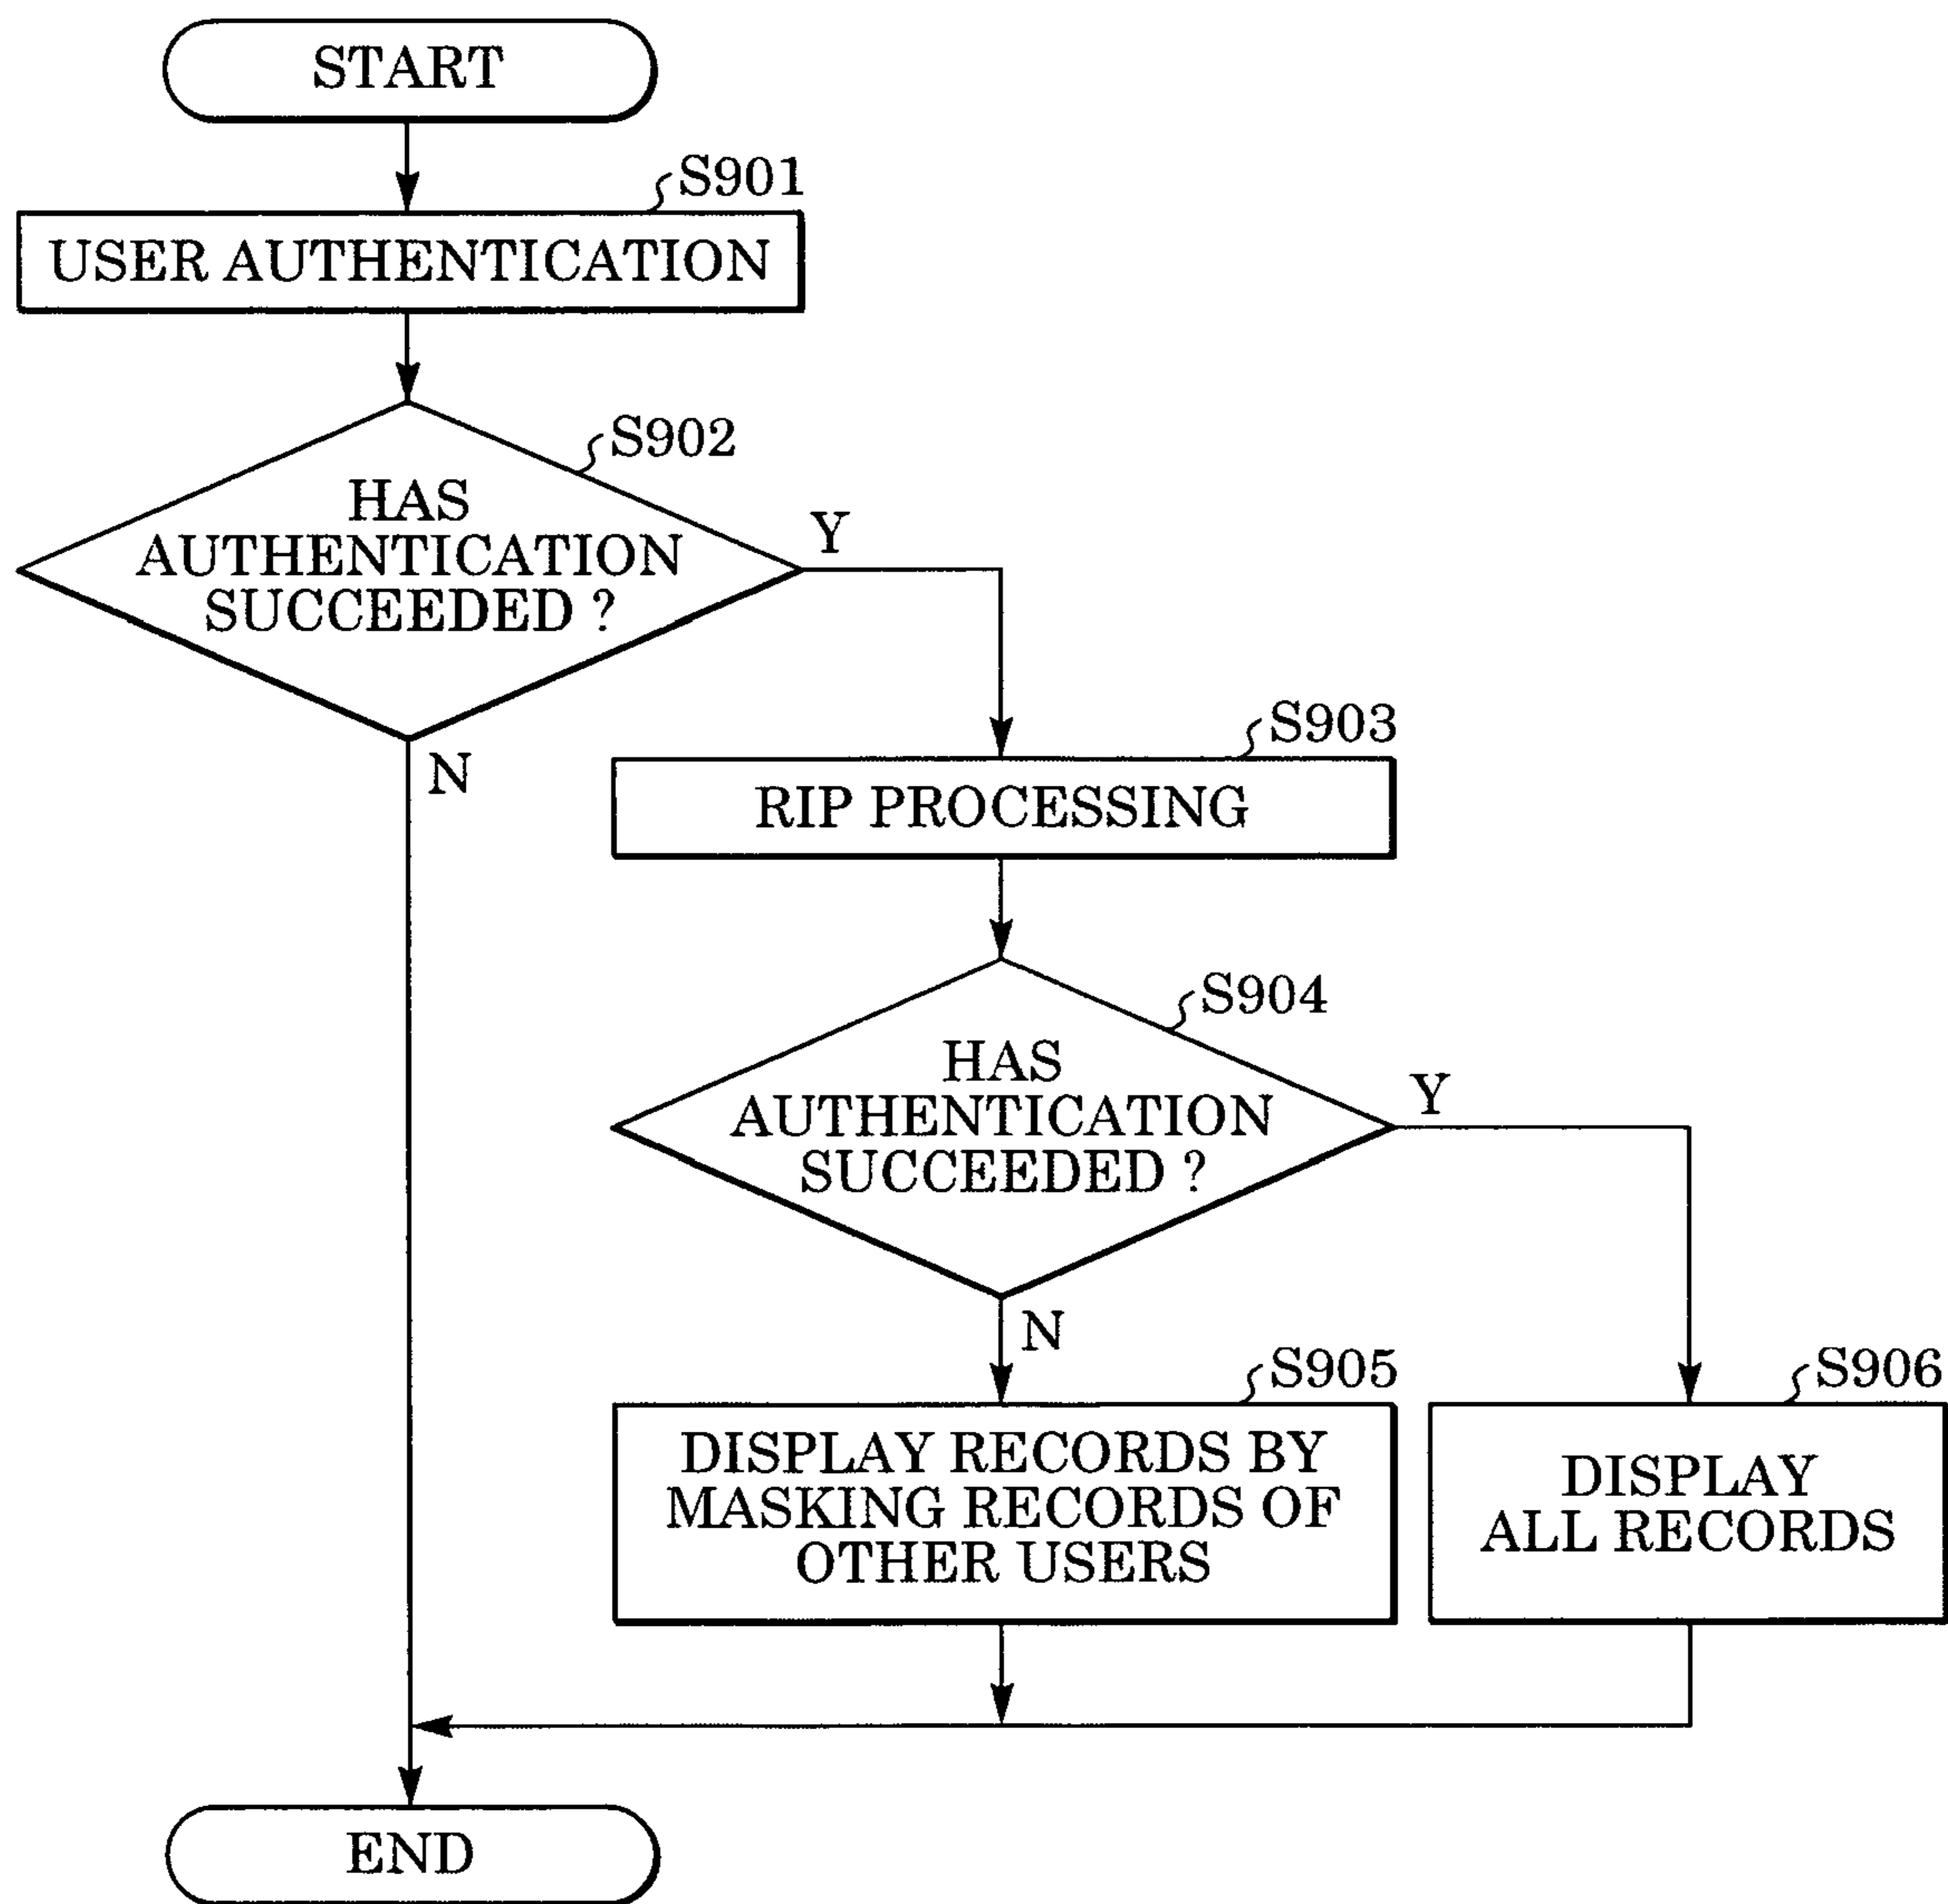 START
S901
USER AUTHENTICATION
S902
HAS
AUTHENTICATION
SUCCEEDED ?
Y
N
S903
RIP PROCESSING
S904
HAS
AUTHENTICATION
SUCCEEDED ?
Y
N
S905
DISPLAY RECORDS BY
MASKING RECORDS OF
OTHER USERS
S906
DISPLAY
ALL RECORDS
END